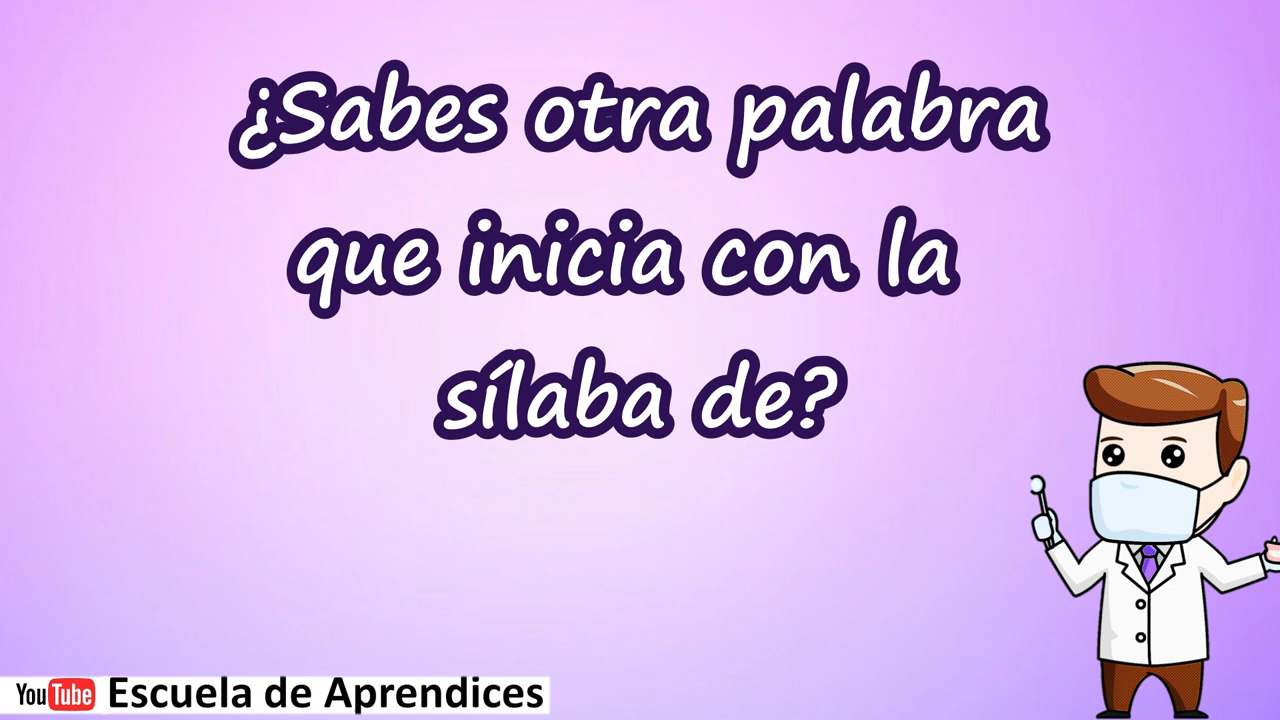 ¿Sabes otra palabra
que inicia con la
sílaba de?
YouTube Escuela de Aprendices